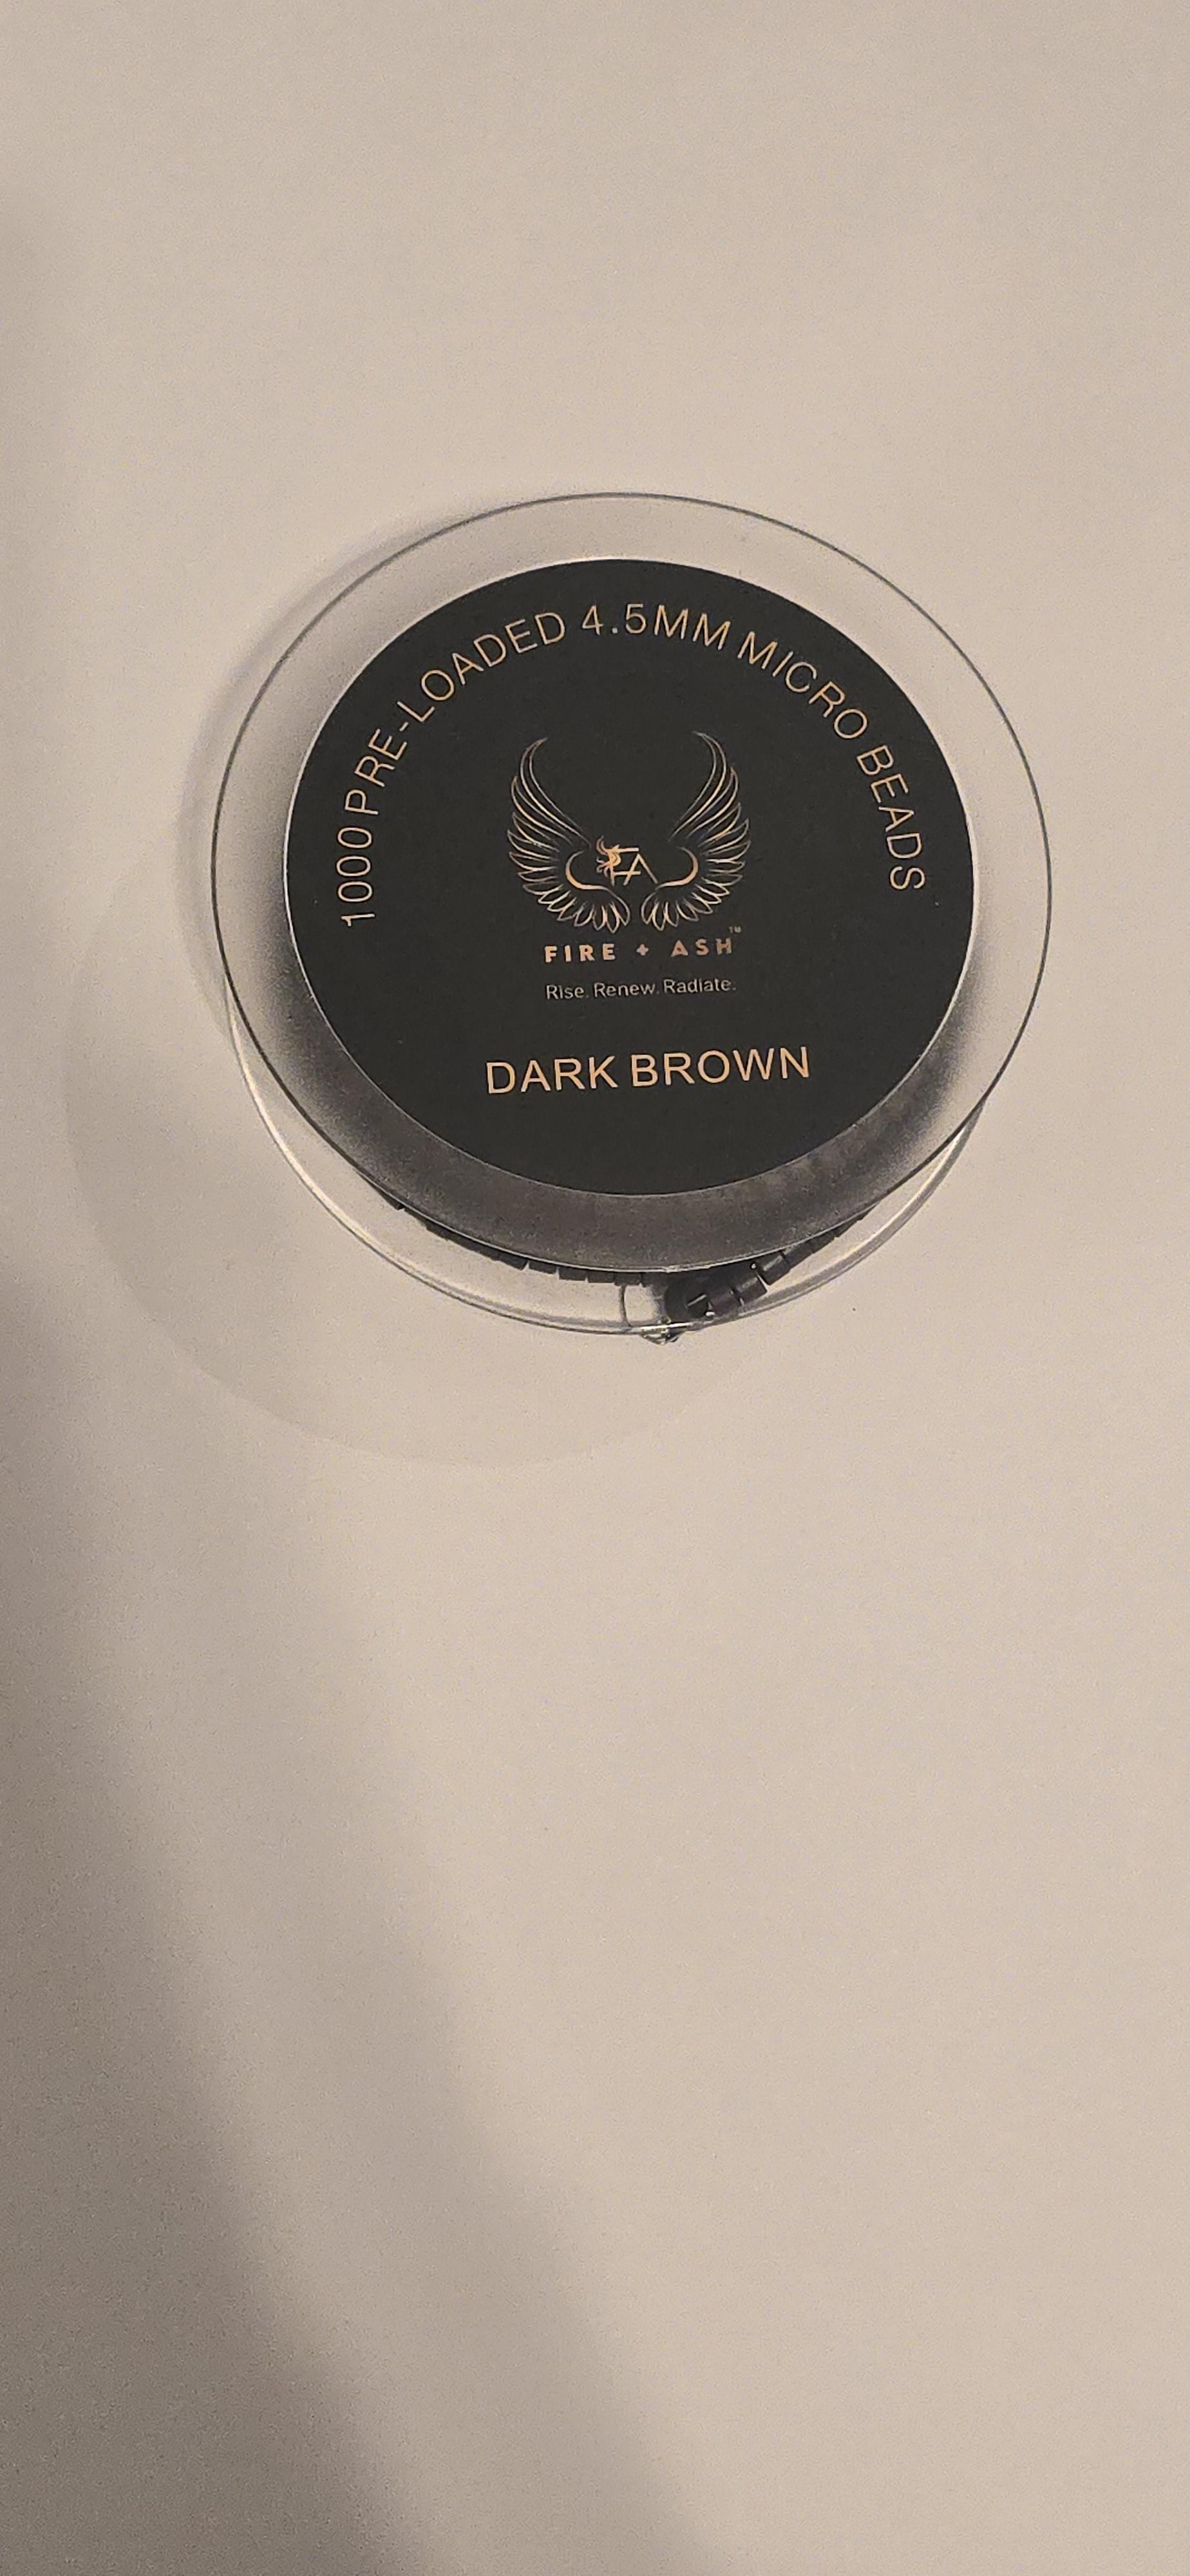 1000 PRE-LOADED 4.5MM MICRO BEADS
FA
FIRE + ASH™
Rise. Renew. Radiate.
DARK BROWN